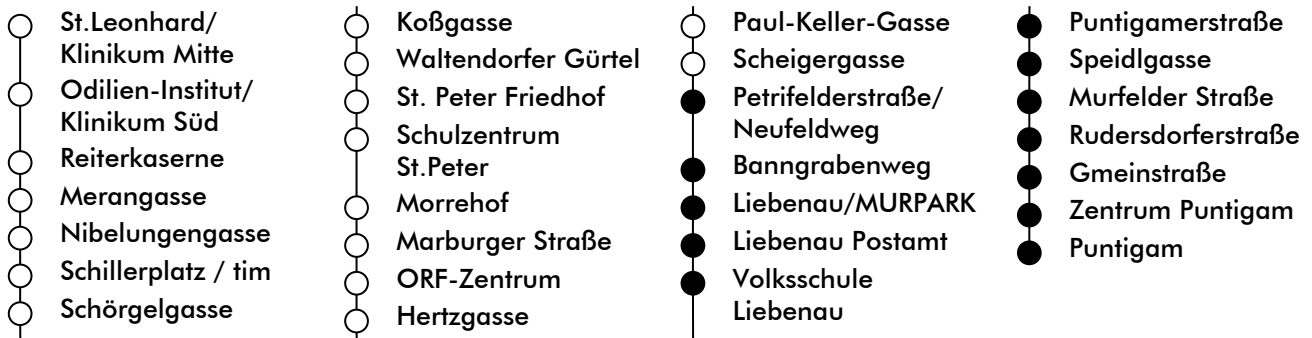 St.Leonhard/
Klinikum Mitte
Odilien-Institut/
Klinikum Süd
Reiterkaserne
Merangasse
Nibelungengasse
Schillerplatz / tim
Schörgelgasse
Koßgasse
Waltendorfer Gürtel
St. Peter Friedhof
Schulzentrum
St.Peter
Morrehof
Marburger Straße
ORF-Zentrum
Hertzgasse
Paul-Keller-Gasse
Scheigergasse
Petrifelderstraße/
Neufeldweg
Banngrabenweg
Liebenau/MURPARK
Liebenau Postamt
Volksschule
Liebenau
Puntigamerstraße
Speidlgasse
Murfelder Straße
Rudersdorferstraße
Gmeinstraße
Zentrum Puntigam
Puntigam